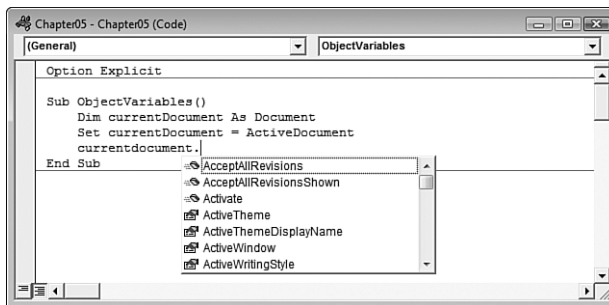 Chapter05 - Chapter05 (Code)
(General) ObjectVariables
Option Explicit
Sub ObjectVariables()
Dim currentDocument As Document
Set currentDocument = ActiveDocument
currentdocument.
End Sub
AcceptAllRevisions
AcceptAllRevisionsShown
Activate
ActiveTheme
ActiveThemeDisplayName
ActiveWindow
ActiveWritingStyle